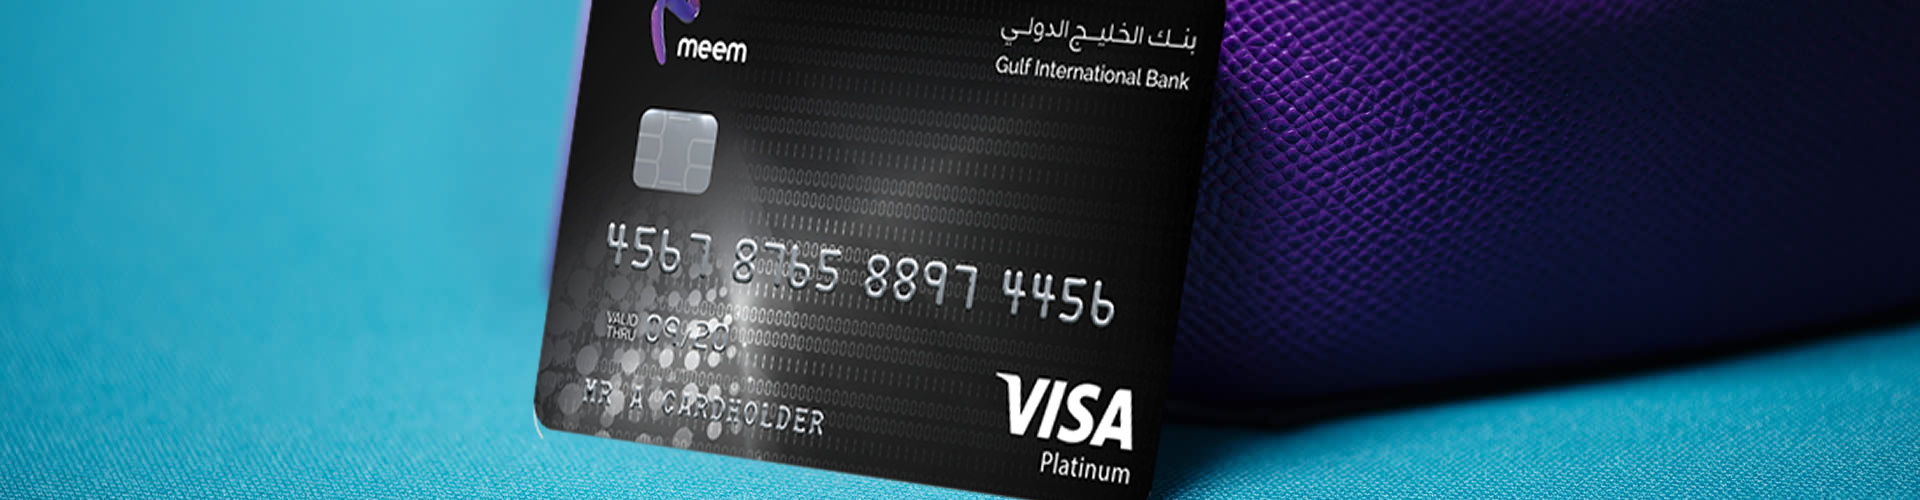 meem
بنك الخليج الدولي
Gulf International Bank
4567 8765 8897 4456
VALID
THRU 09/20
MR A CARDHOLDER
VISA
Platinum